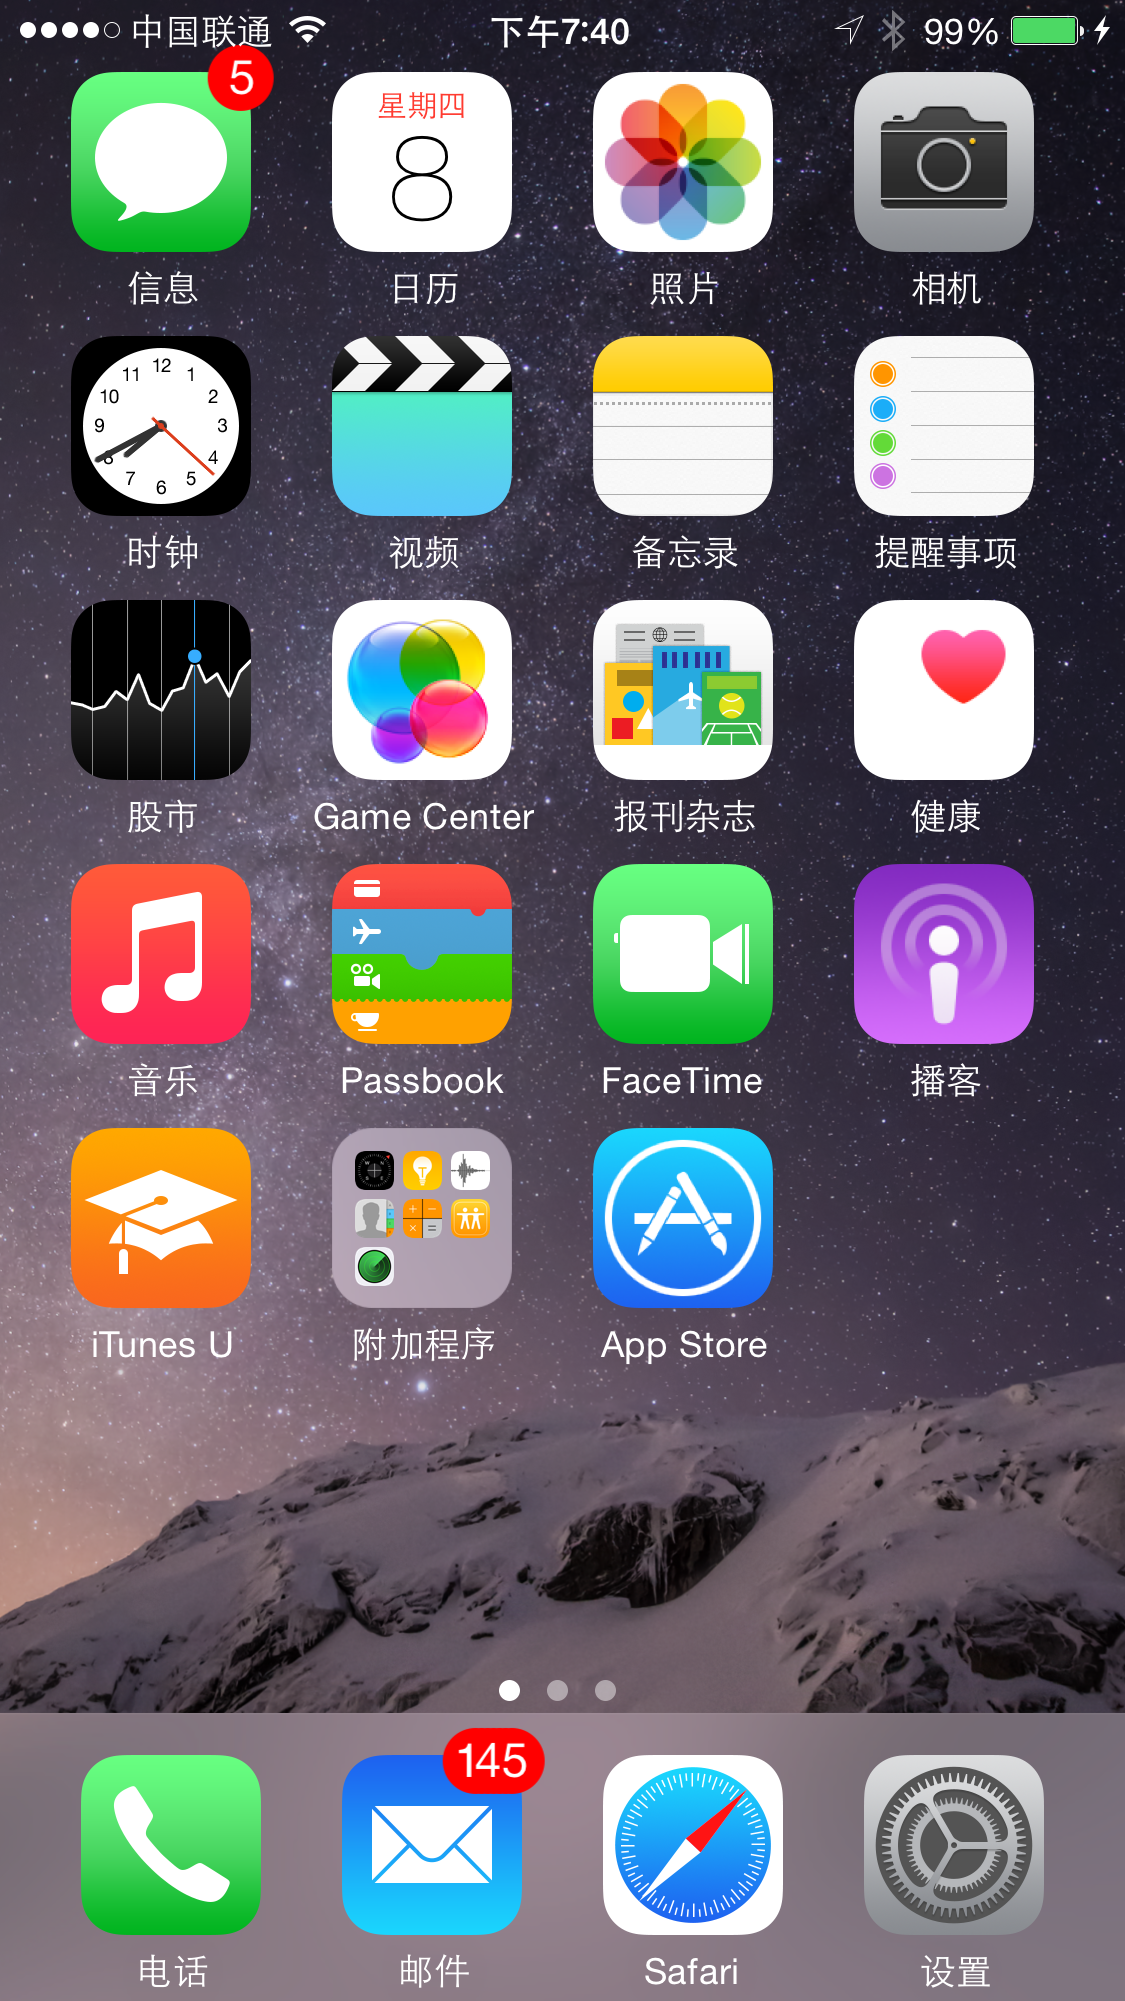 中国联通 下午7:40 99%
5
星期四
8
信息 日历 照片 相机
12
11 1
10 2
9 3
8 4
7 5
6
时钟 视频 备忘录 提醒事项
股市 Game Center 报刊杂志 健康
音乐 Passbook FaceTime 播客
iTunes U 附加程序 App Store
145
电话 邮件 Safari 设置